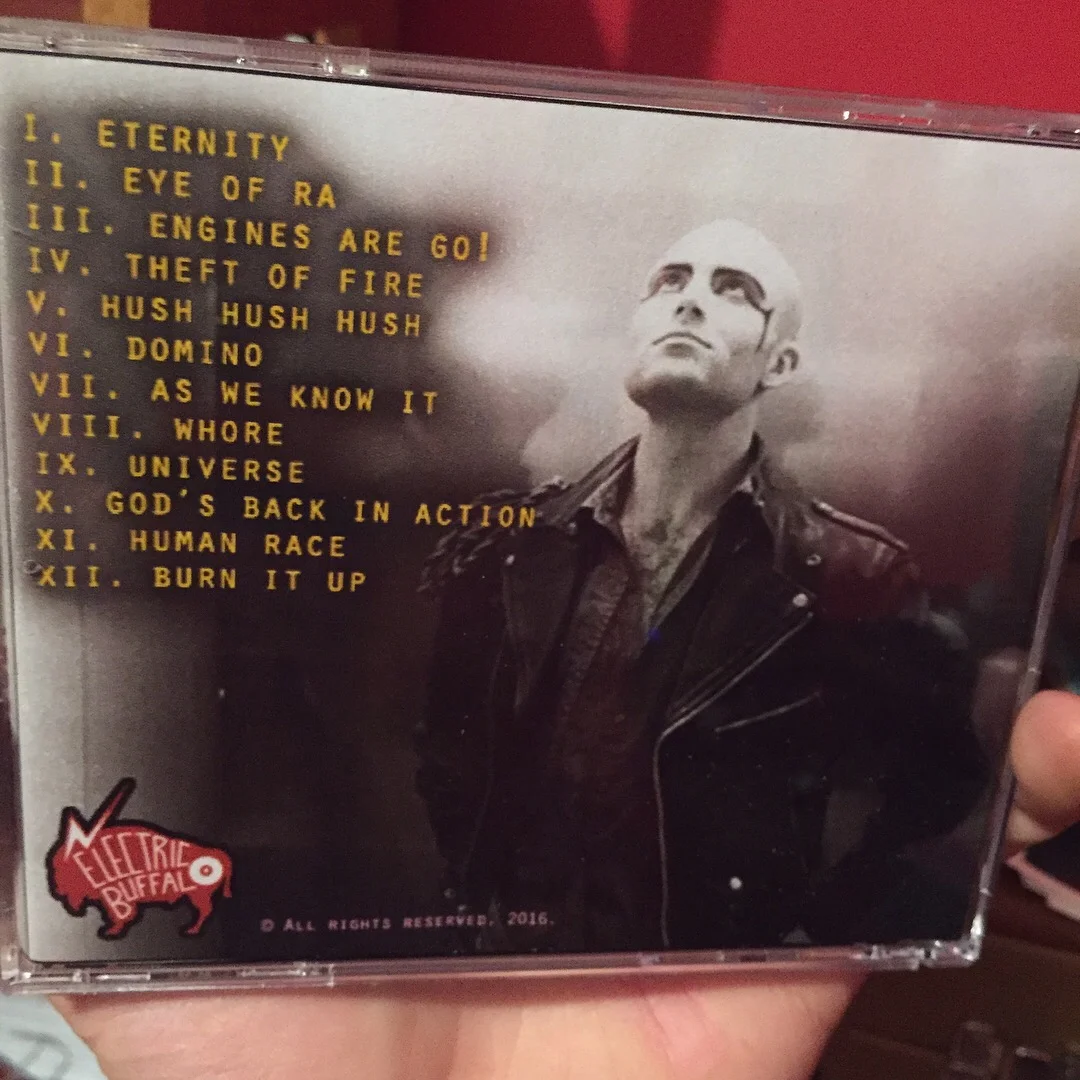 I. ETERNITY
II. EYE OF RA
III. ENGINES ARE GO!
IV. THEFT OF FIRE
V. HUSH HUSH HUSH
VI. DOMINO
VII. AS WE KNOW IT
VIII. WHORE
IX. UNIVERSE
X. GOD'S BACK IN ACTION
XI. HUMAN RACE
XII. BURN IT UP
ELECTRIC
BUFFALO
© ALL RIGHTS RESERVED. 2016.